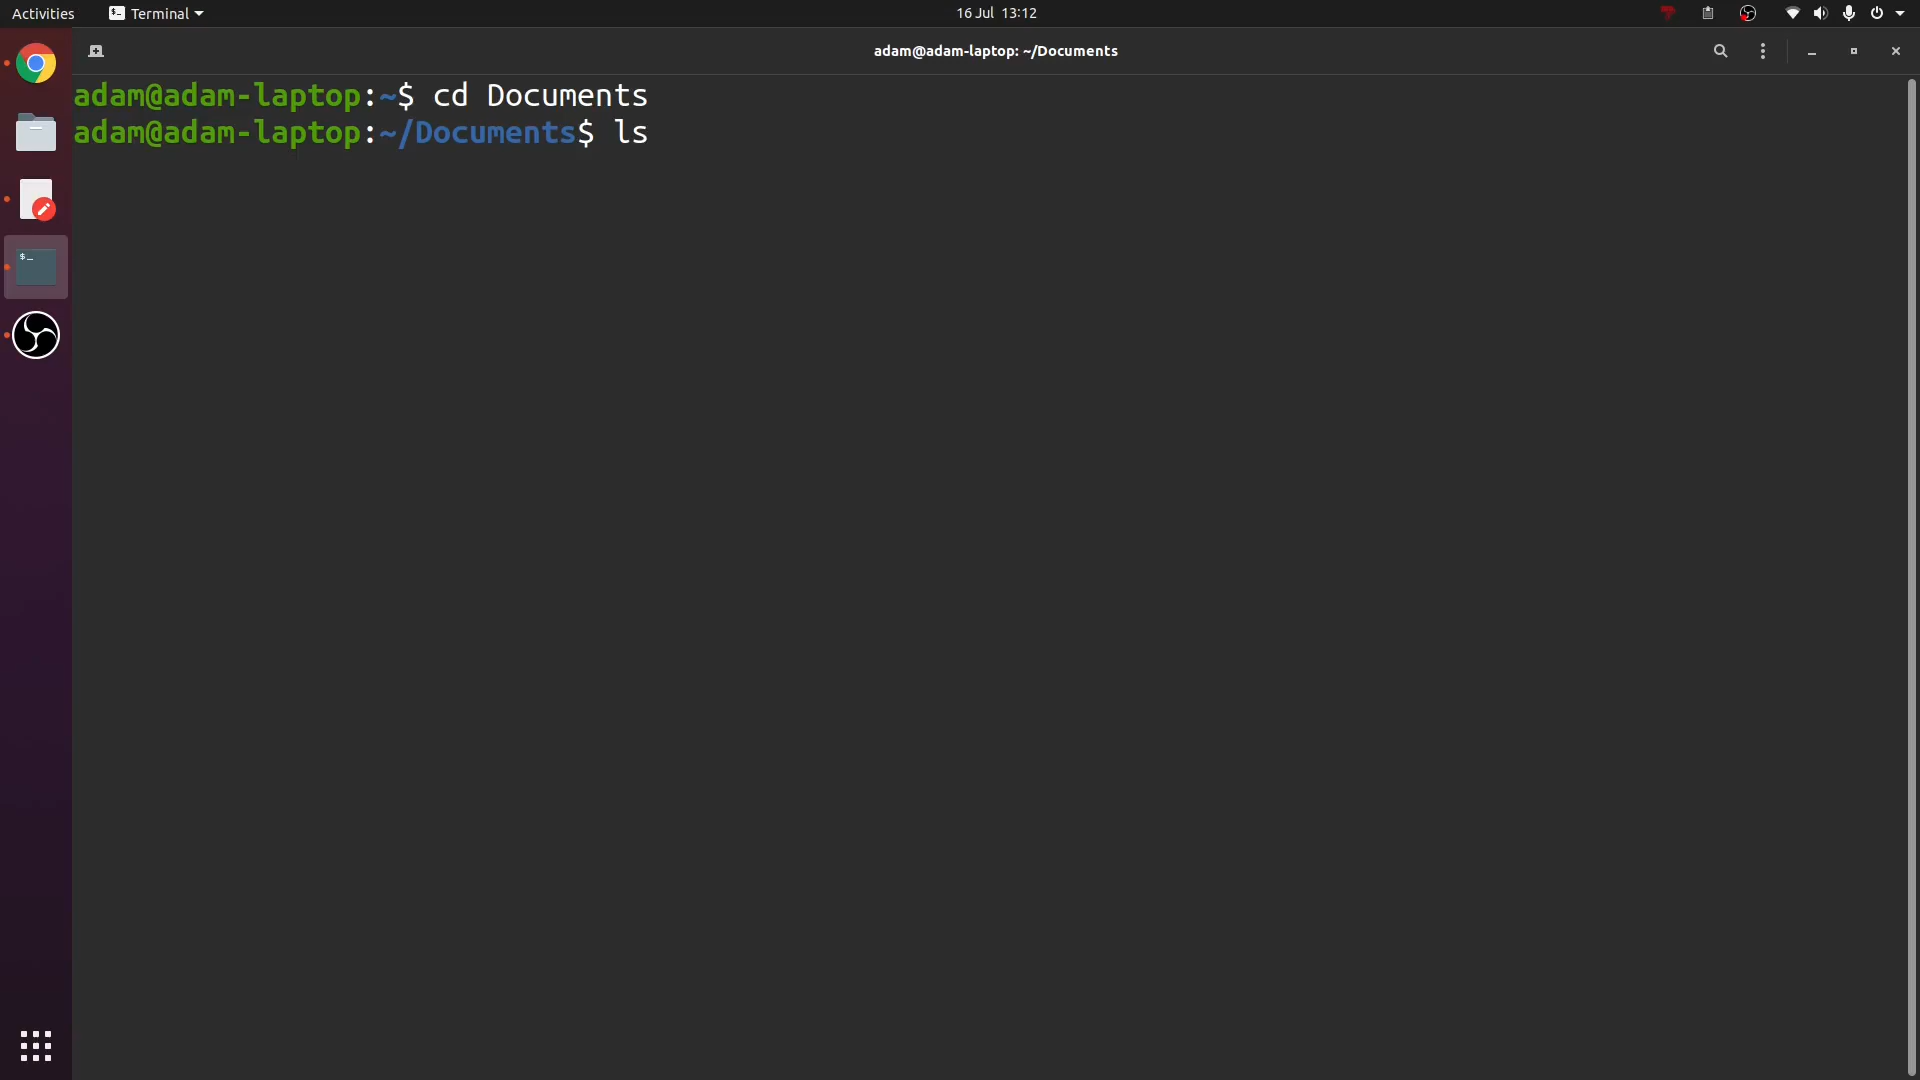 Activities
Terminal
16 Jul 13:12
adam@adam-laptop: ~/Documents
adam@adam-laptop:~$ cd Documents
adam@adam-laptop:~/Documents$ ls
$_